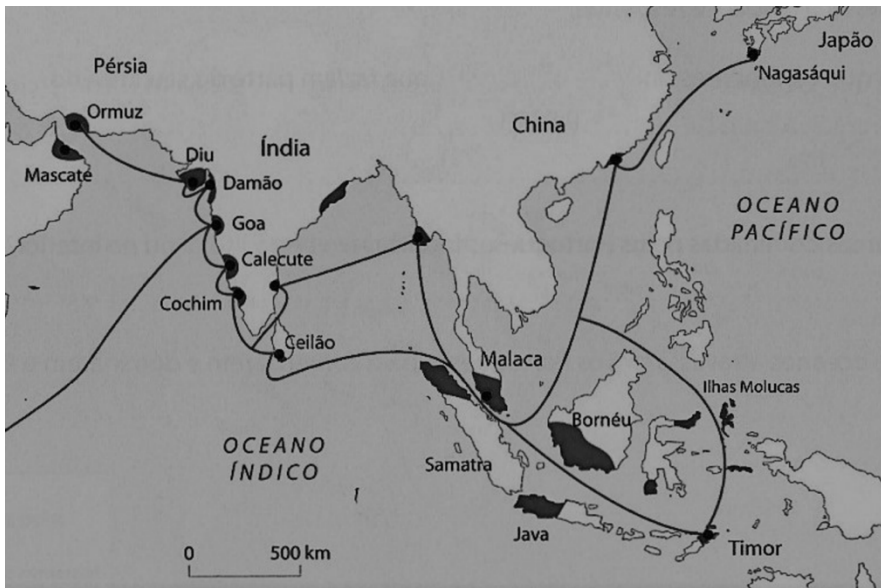 Japão
Pérsia
'Nagasáqui
Ormuz
China
Índia
Diu
Mascate
Damão
OCEANO
PACÍFICO
Goa
Calecute
Cochim
Ceilão
Malaca
Ilhas Molucas
Bornéu
OCEANO
ÍNDICO
Samatra
Java
Timor
0 500 km